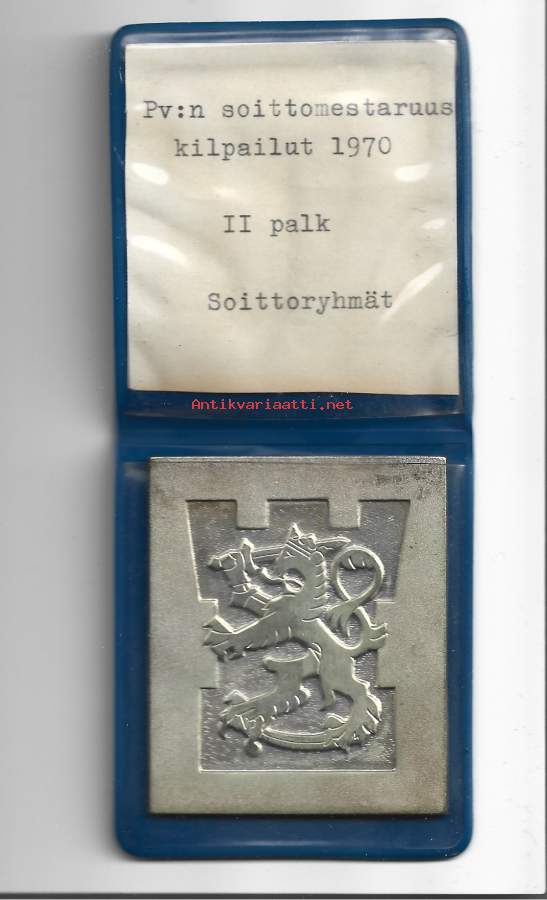 Pv:n soittomestaruus
kilpailut 1970
II palk
Soittoryhmät
Antikvariaatti.net